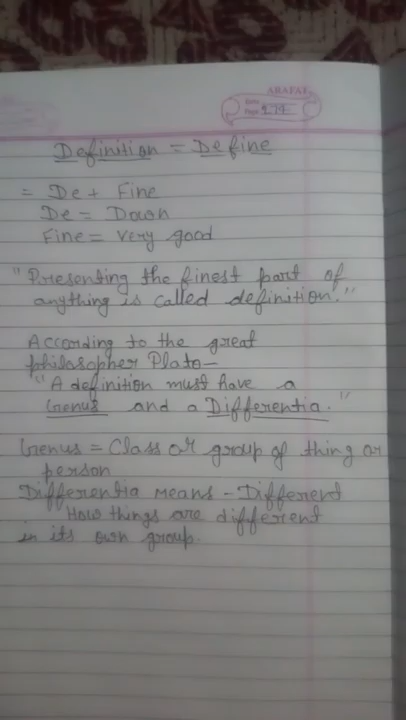 ARAFAT
Definition = Define
= De + Fine
De = Down
Fine = very good
"Presenting the finest part of
anything is called definition."
According to the great
philosopher Plato—
"A definition must have a
Genus and a Differentia."
Genus = Class or group of thing or
person
Differentia means - Different
How things are different
in its own group.